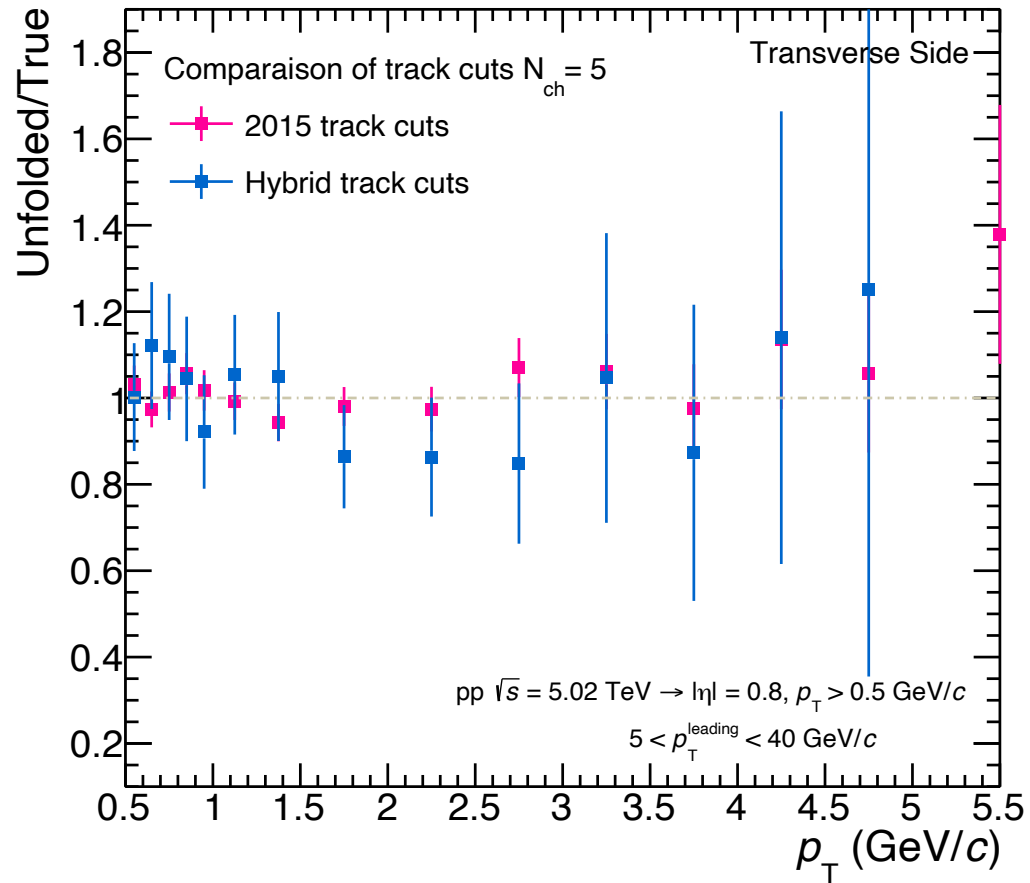 Unfolded/True
1.8
1.6
1.4
1.2
1
0.8
0.6
0.4
0.2
Transverse Side
Comparaison of track cuts N_ch = 5
2015 track cuts
Hybrid track cuts
pp √s = 5.02 TeV → |η| = 0.8, p_T > 0.5 GeV/c
5 < p_T^leading < 40 GeV/c
0.5 1 1.5 2 2.5 3 3.5 4 4.5 5 5.5
p_T (GeV/c)